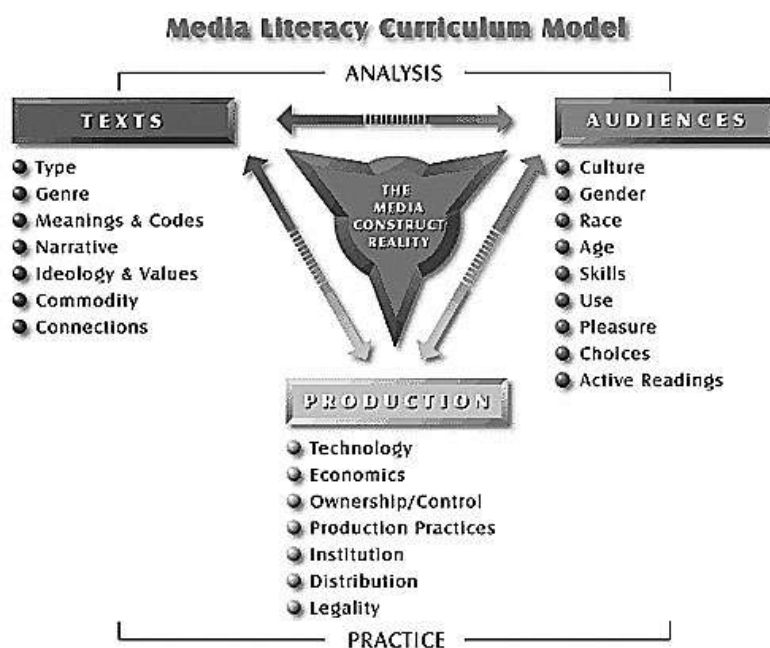 Media Literacy Curriculum Model
ANALYSIS
TEXTS
Type
Genre
Meanings & Codes
Narrative
Ideology & Values
Commodity
Connections
AUDIENCES
Culture
Gender
Race
Age
Skills
Use
Pleasure
Choices
Active Readings
THE
MEDIA
CONSTRUCT
REALITY
PRODUCTION
Technology
Economics
Ownership/Control
Production Practices
Institution
Distribution
Legality
PRACTICE